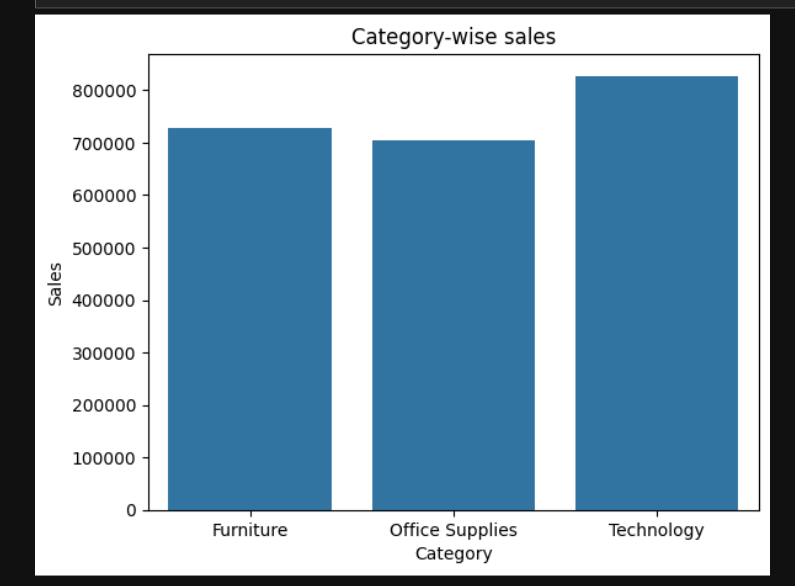 Category-wise sales
800000
700000
600000
500000
400000
300000
200000
100000
0
Sales
Furniture Office Supplies Technology
Category